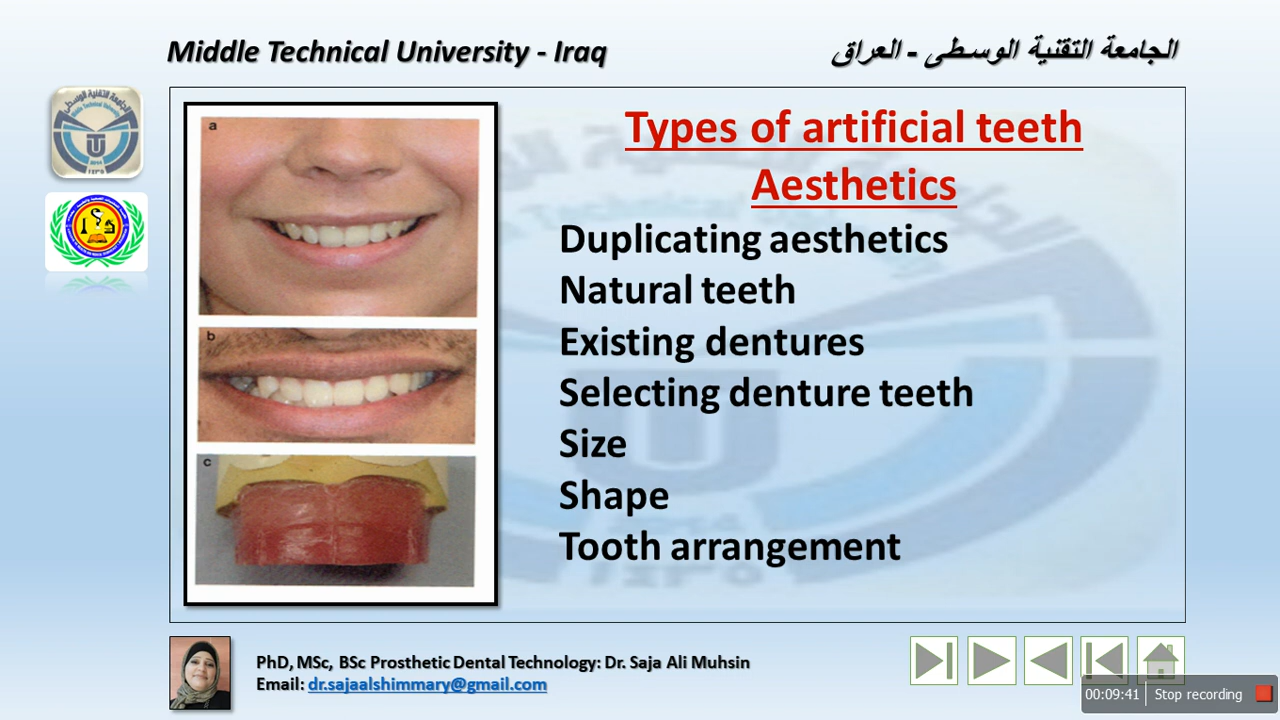 Middle Technical University - Iraq
الجامعة التقنية الوسطى - العراق
a
b
c
Types of artificial teeth
Aesthetics
Duplicating aesthetics
Natural teeth
Existing dentures
Selecting denture teeth
Size
Shape
Tooth arrangement
PhD, MSc, BSc Prosthetic Dental Technology: Dr. Saja Ali Muhsin
Email: dr.sajaalshimmary@gmail.com
00:09:41 Stop recording